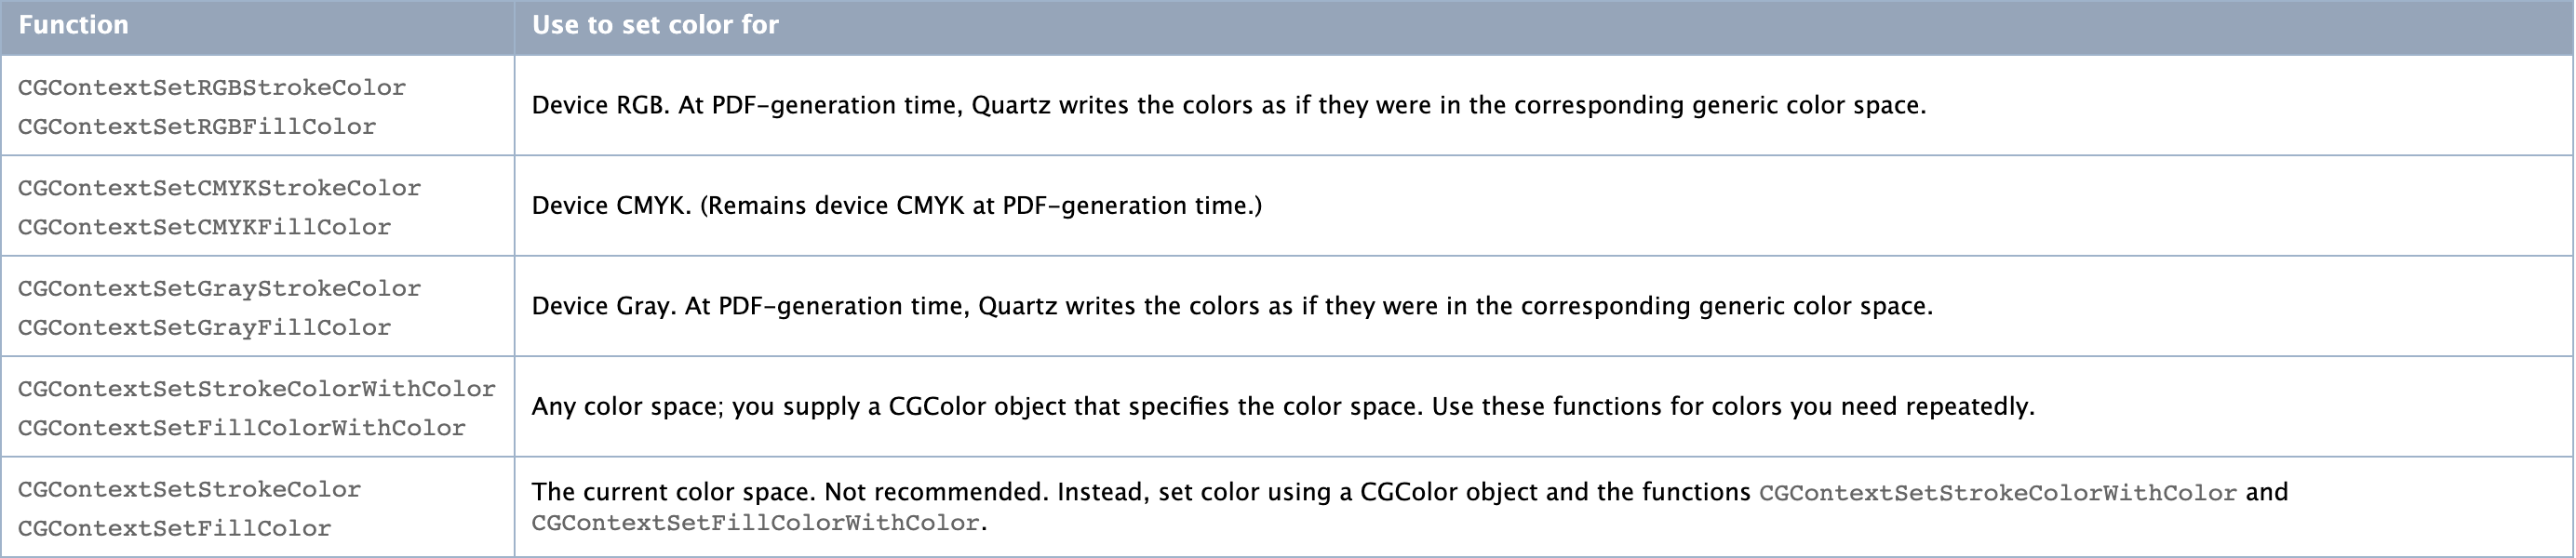 Function
Use to set color for
CGContextSetRGBStrokeColor
CGContextSetRGBFillColor
Device RGB. At PDF-generation time, Quartz writes the colors as if they were in the corresponding generic color space.
CGContextSetCMYKStrokeColor
CGContextSetCMYKFillColor
Device CMYK. (Remains device CMYK at PDF-generation time.)
CGContextSetGrayStrokeColor
CGContextSetGrayFillColor
Device Gray. At PDF-generation time, Quartz writes the colors as if they were in the corresponding generic color space.
CGContextSetStrokeColorWithColor
CGContextSetFillColorWithColor
Any color space; you supply a CGColor object that specifies the color space. Use these functions for colors you need repeatedly.
CGContextSetStrokeColor
CGContextSetFillColor
The current color space. Not recommended. Instead, set color using a CGColor object and the functions CGContextSetStrokeColorWithColor and
CGContextSetFillColorWithColor.